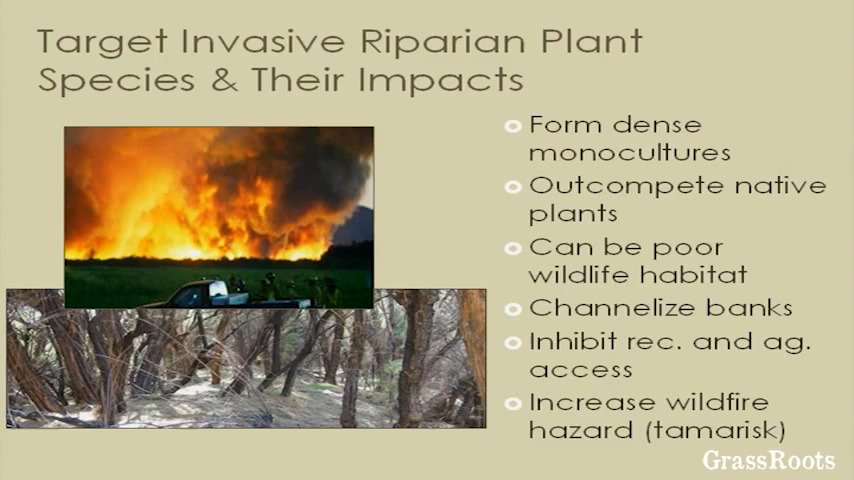 Target Invasive Riparian Plant
Species & Their Impacts
Form dense
monocultures
Outcompete native
plants
Can be poor
wildlife habitat
Channelize banks
Inhibit rec. and ag.
access
Increase wildfire
hazard (tamarisk)
GrassRoots